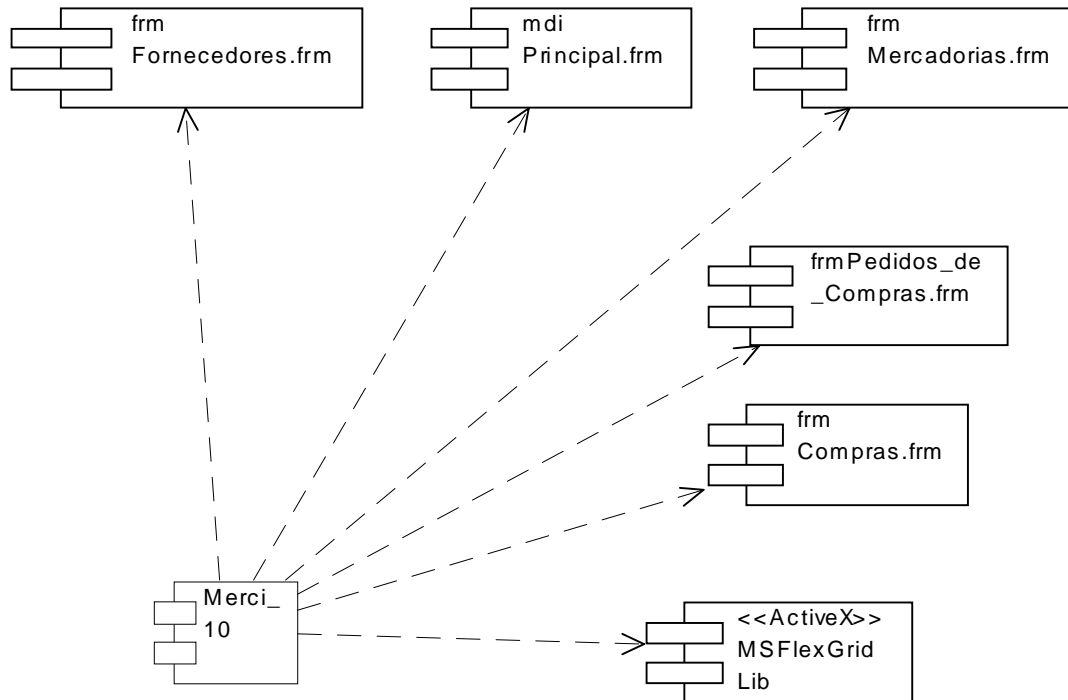 frm
Fornecedores.frm
mdi
Principal.frm
frm
Mercadorias.frm
frmPedidos_de
_Compras.frm
frm
Compras.frm
Merci_
10
<<ActiveX>>
MSFlexGrid
Lib